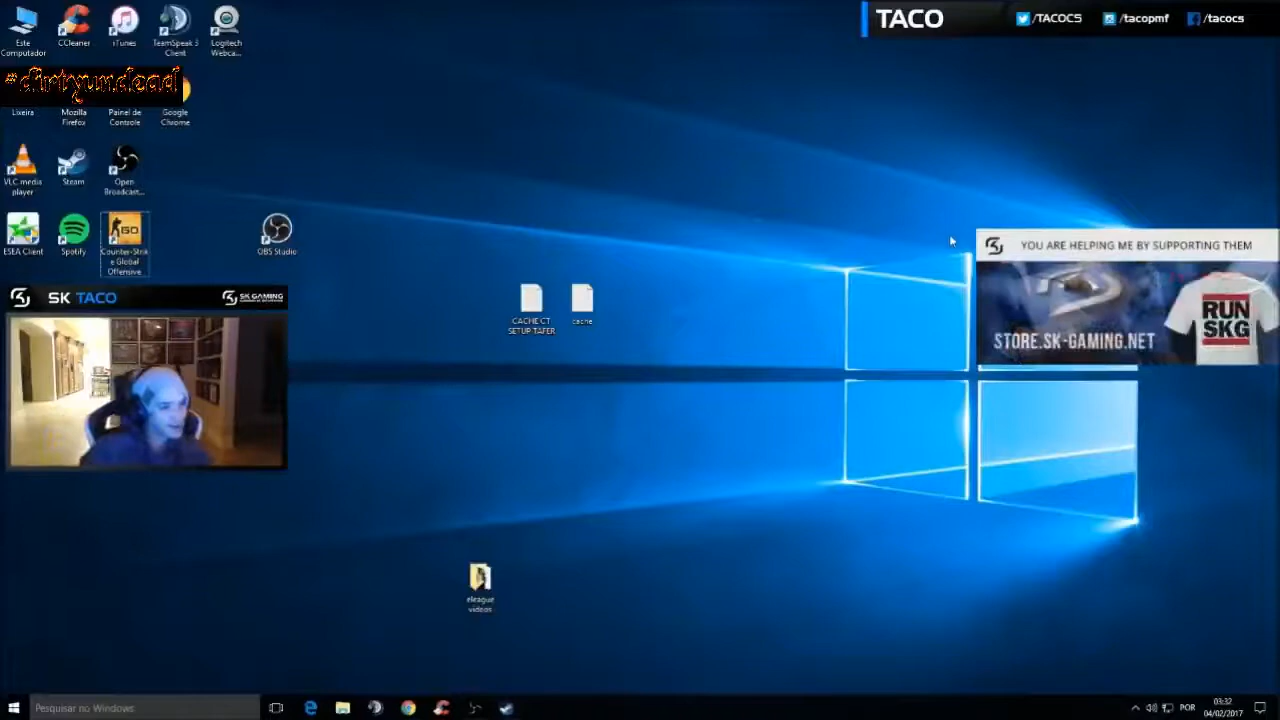 TACO
/TACOCS
/tacopmf
/tacocs
Este
Computador
CCleaner
iTunes
TeamSpeak 3
Client
Logitech
Webca...
#dirtyundead
Lixeira
Mozilla
Firefox
Painel de
Controle
Google
Chrome
VLC media
player
Steam
Open
Broadcast...
ESEA Client
Spotify
GO
Counter-Strik
e Global
Offensive
OBS Studio
SK TACO
SK GAMING
CACHE CT
SETUP TAFER
cache
YOU ARE HELPING ME BY SUPPORTING THEM
STORE.SK-GAMING.NET
RUN
SKG
eleague
videos
Pesquisar no Windows
POR
03:32
04/02/2017